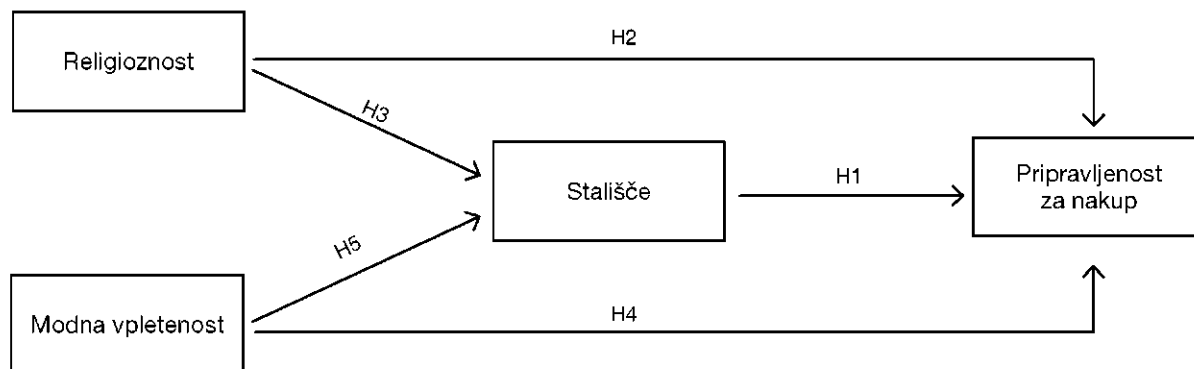 Religioznost
H2
H3
Stališče
H1
Pripravljenost
za nakup
H5
Modna vpletenost
H4